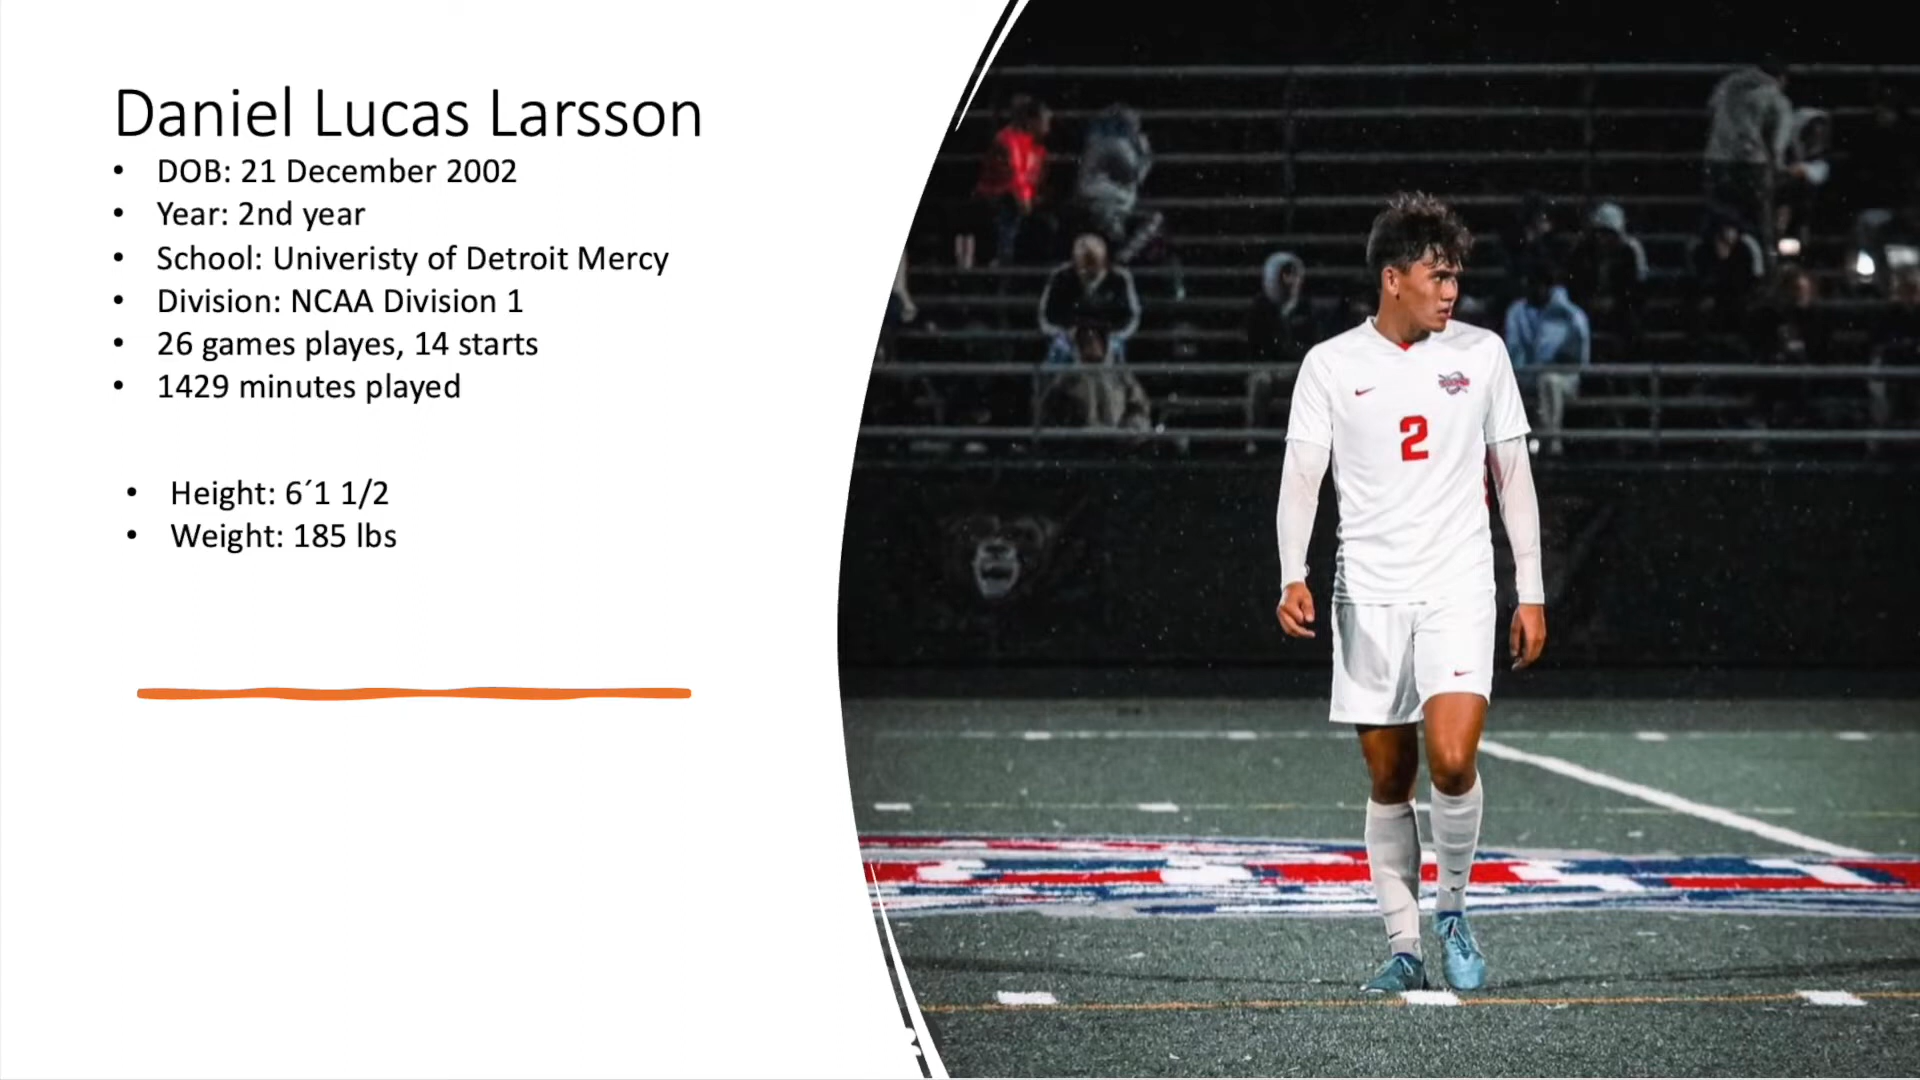 Daniel Lucas Larsson
• DOB: 21 December 2002
• Year: 2nd year
• School: Univeristy of Detroit Mercy
• Division: NCAA Division 1
• 26 games playes, 14 starts
• 1429 minutes played
• Height: 6´1 1/2
• Weight: 185 lbs
2